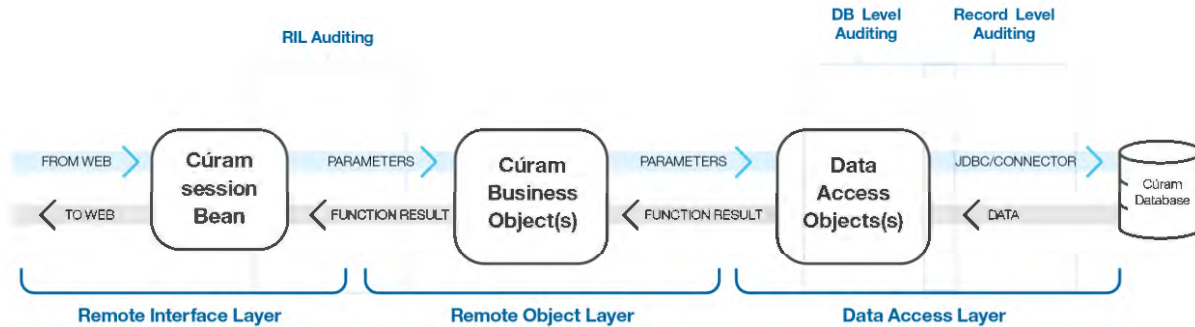 DB Level
Auditing
Record Level
Auditing
RIL Auditing
FROM WEB
Cúram
session
Bean
PARAMETERS
Cúram
Business
Object(s)
PARAMETERS
Data
Access
Objects(s)
JDBC/CONNECTOR
Cúram
Database
TO WEB
FUNCTION RESULT
FUNCTION RESULT
DATA
Remote Interface Layer
Remote Object Layer
Data Access Layer